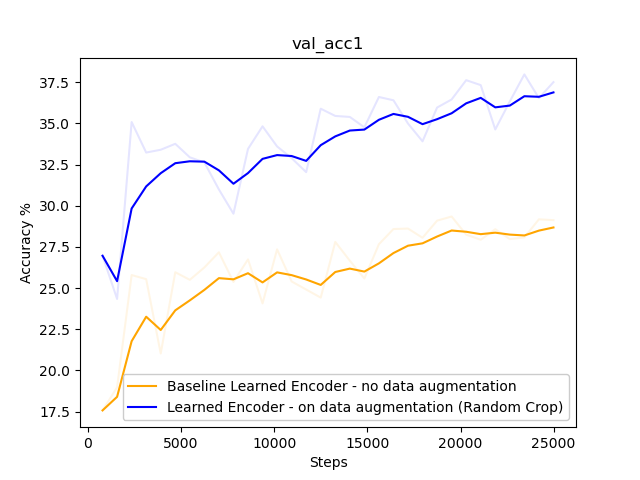 val_acc1
Accuracy %
37.5
35.0
32.5
30.0
27.5
25.0
22.5
20.0
17.5
Baseline Learned Encoder - no data augmentation
Learned Encoder - on data augmentation (Random Crop)
0 5000 10000 15000 20000 25000
Steps